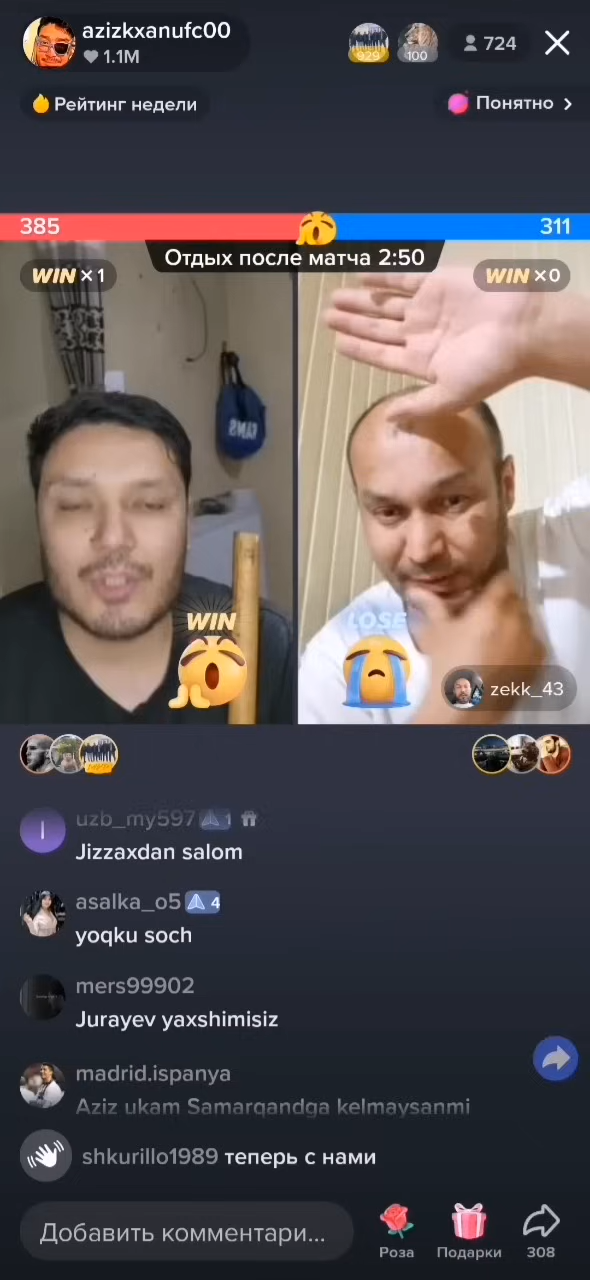 azizkxanufc00
1.1M
929
100
724
Рейтинг недели
Понятно
385
311
Отдых после матча 2:50
WIN x 1
WIN x 0
WIN
LOSE
zekk_43
I
uzb_my597 1
Jizzaxdan salom
asalka_o5 4
yoqku soch
mers99902
Jurayev yaxshimisiz
madrid.ispanya
Aziz ukam Samarqandga kelmaysanmi
shkurillo1989 теперь с нами
Добавить комментари...
Роза
Подарки
308